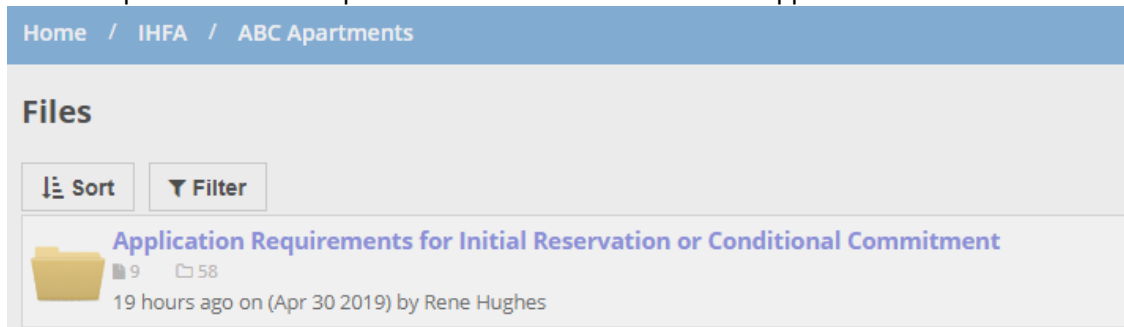 Home / IHFA / ABC Apartments
Files
Sort Filter
Application Requirements for Initial Reservation or Conditional Commitment
9 58
19 hours ago on (Apr 30 2019) by Rene Hughes